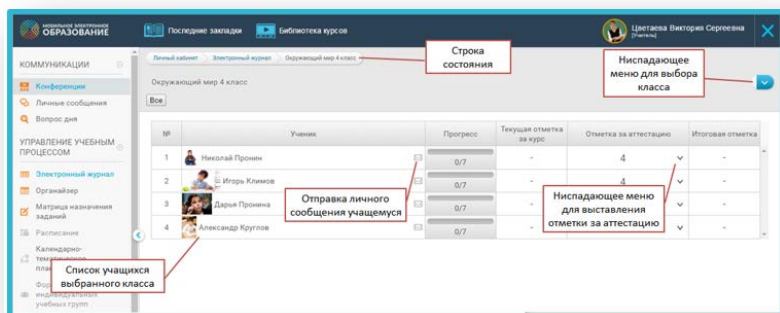 МОБИЛЬНОЕ ЭЛЕКТРОННОЕ
ОБРАЗОВАНИЕ
Последние закладки
Библиотека курсов
Цветаева Виктория Сергеевна
[Учитель]
КОММУНИКАЦИИ
Конференции
Личные сообщения
Вопрос дня
УПРАВЛЕНИЕ УЧЕБНЫМ
ПРОЦЕССОМ
Электронный журнал
Органайзер
Матрица назначения
заданий
Расписание
Календарно-
тематическое
индивидуальных
учебных групп
Личный кабинет
Электронный журнал
Окружающий мир 4 класс
Строка
состояния
Ниспадающее
меню для выбора
класса
Окружающий мир 4 класс
Все
№ Ученик Прогресс Текущая отметка
за курс
Отметка за аттестацию Итоговая отметка
1 Николай Пронин 0/7 - 4 -
2 Игорь Климов 0/7 - 4 -
3 Дарья Пронина 0/7 - -
4 Александр Круглов 0/7 - -
Отправка личного
сообщения учащемуся
Ниспадающее меню
для выставления
отметки за аттестацию
Список учащихся
выбранного класса